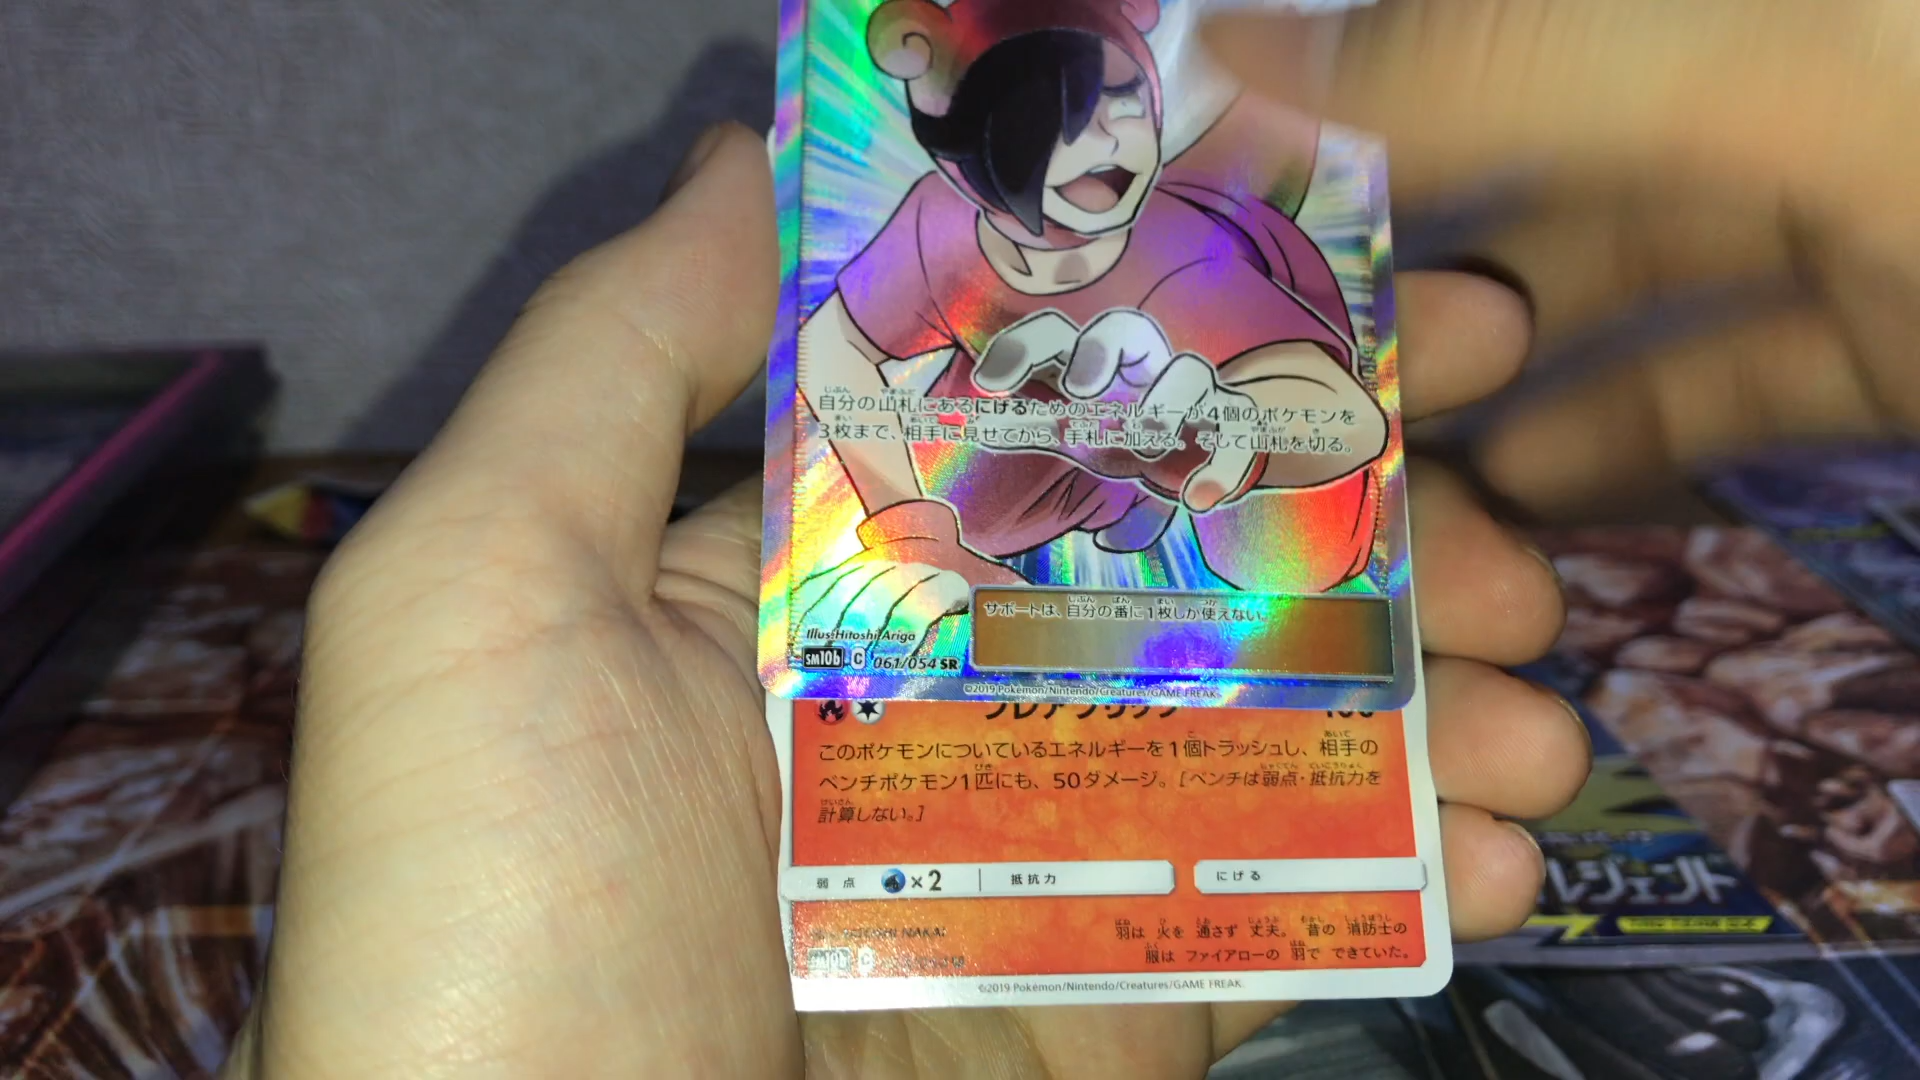 自分の山札にあるにげるためのエネルギーが4個のポケモンを
3枚まで、相手に見せてから、手札に加える。そして山札を切る。
サポートは、自分の番に1枚しか使えない。
Illus. Hitoshi Ariga
SM10b C 061/054 SR
©2019 Pokémon/Nintendo/Creatures/GAME FREAK.
このポケモンについているエネルギーを1個トラッシュし、相手の
ベンチポケモン1匹にも、50ダメージ。[ベンチは弱点・抵抗力を
計算しない。]
弱点 ×2 抵抗力 にげる
羽は 火を 通さず 丈夫。 昔の 消防士の
服は ファイアローの 羽で できていた。
NAKAI
SM10b C
©2019 Pokémon/Nintendo/Creatures/GAME FREAK.
ルジェンド